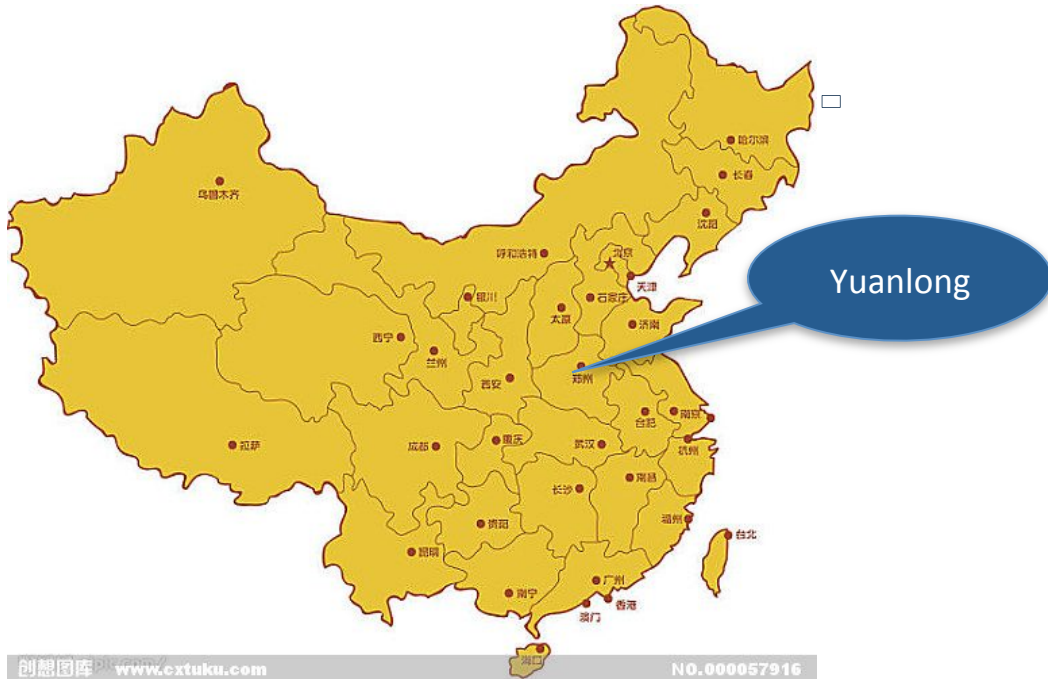 哈尔滨
长春
乌鲁木齐
沈阳
呼和浩特
北京
Yuanlong
天津
银川
石家庄
太原
济南
西宁
兰州
郑州
西安
南京
合肥
拉萨
成都
重庆
武汉
杭州
南昌
长沙
福州
贵阳
台北
昆明
广州
南宁
香港
澳门
海口
创想图库 www.cxtuku.com
NO.000057916